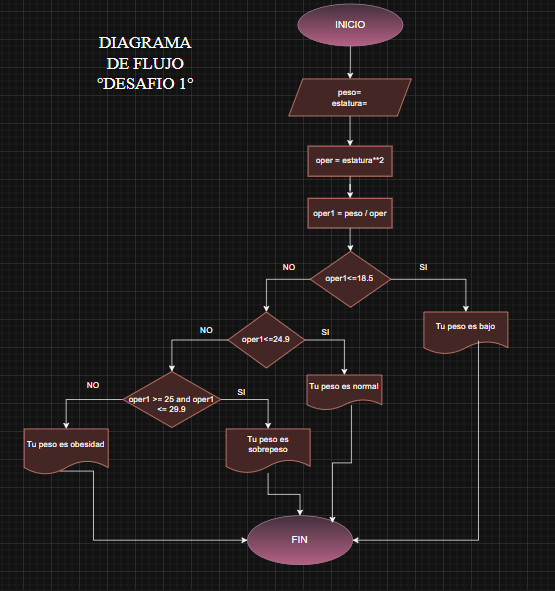 INICIO
DIAGRAMA
DE FLUJO
°DESAFIO 1°
peso=
estatura=
oper = estatura**2
oper1 = peso / oper
oper1<=18.5
NO
SI
Tu peso es bajo
oper1<=24.9
NO
SI
Tu peso es normal
oper1 >= 25 and oper1
<= 29.9
NO
SI
Tu peso es obesidad
Tu peso es
sobrepeso
FIN